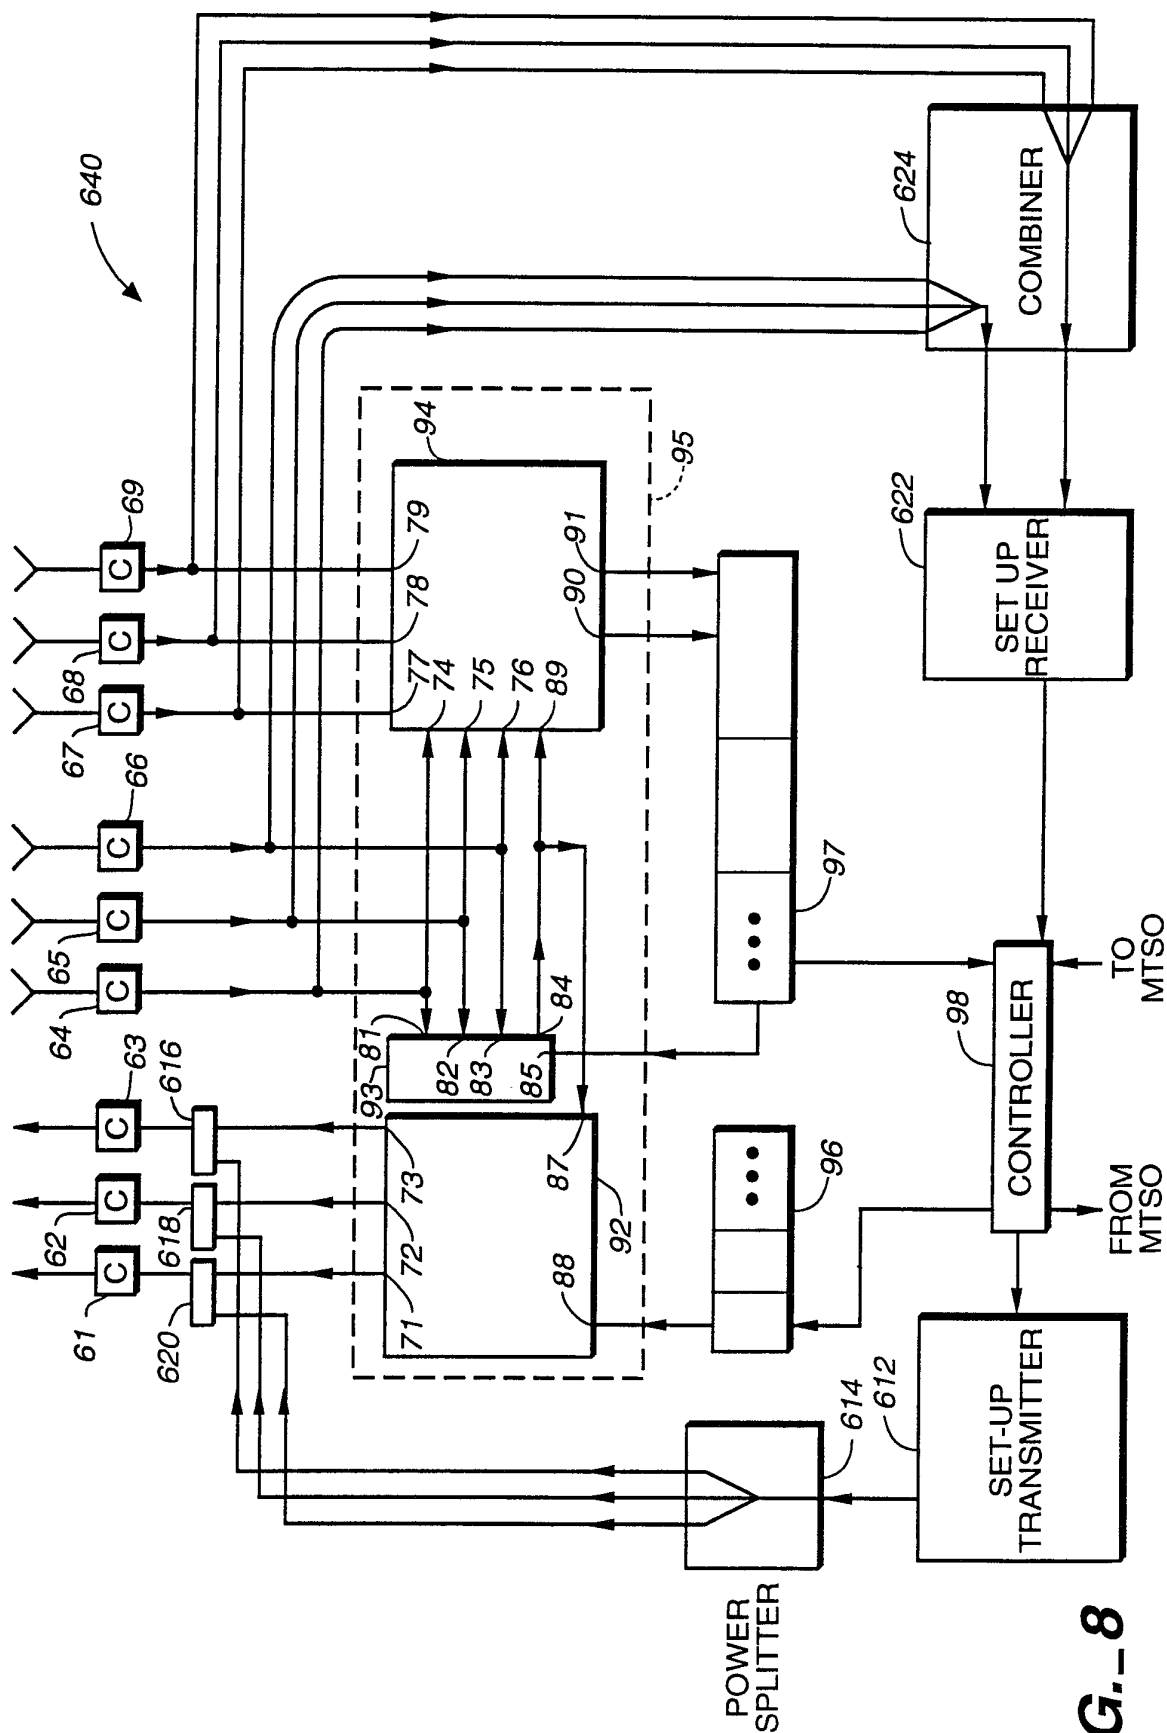 640
61
62
63
64
65
66
67
68
69
C
C
C
C
C
C
C
C
C
620
618
616
93
81
82
83
84
85
71
72
73
87
88
92
77
74
75
76
89
78
79
90
91
94
95
96
97
POWER
SPLITTER
614
SET-UP
TRANSMITTER
612
CONTROLLER
98
FROM
MTSO
TO
MTSO
SET UP
RECEIVER
622
COMBINER
624
G._8